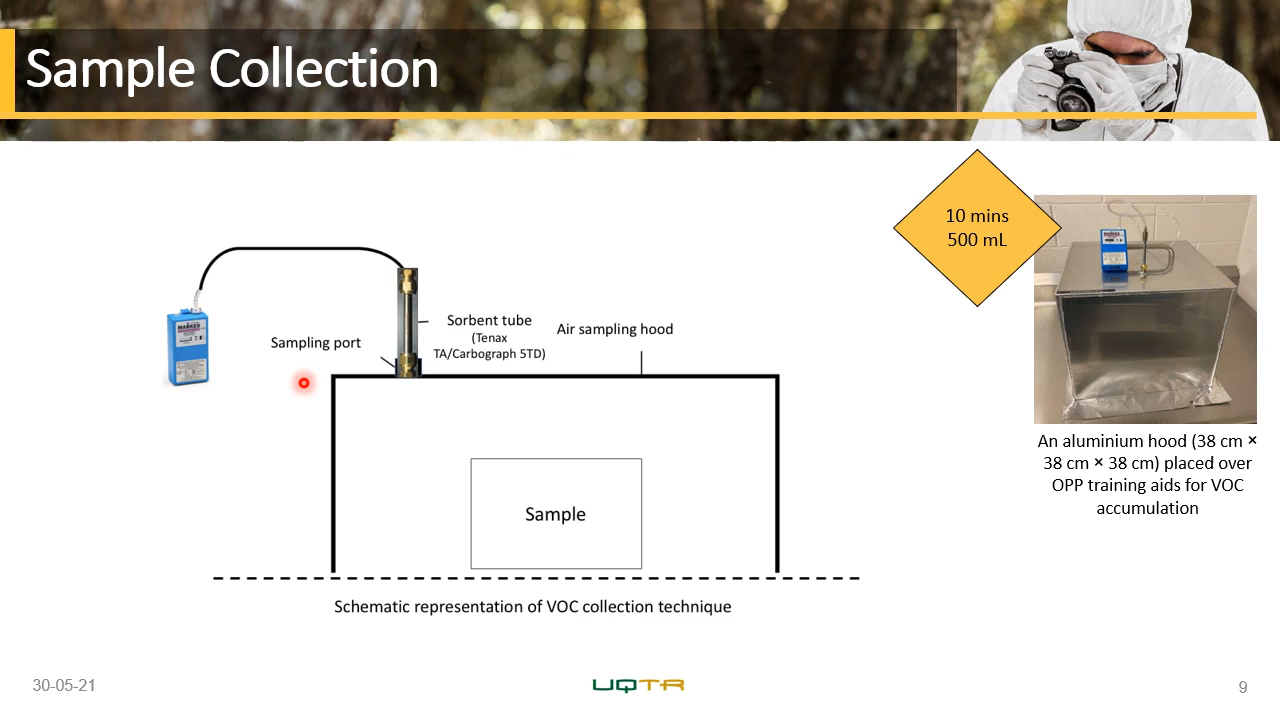 Sample Collection
10 mins
500 mL
MARKES
Sorbent tube
(Tenax
TA/Carbograph 5TD)
Air sampling hood
Sampling port
Sample
Schematic representation of VOC collection technique
An aluminium hood (38 cm ×
38 cm × 38 cm) placed over
OPP training aids for VOC
accumulation
30-05-21
UQTR
9